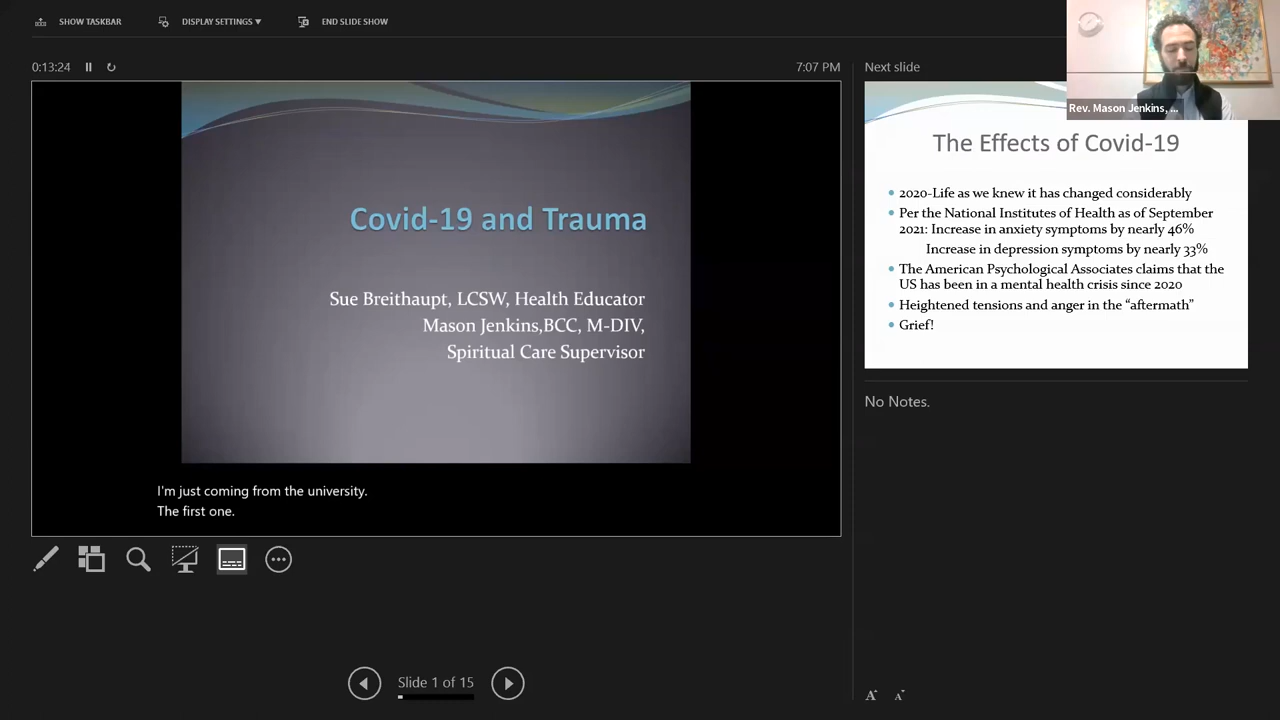 SHOW TASKBAR
DISPLAY SETTINGS ▼
END SLIDE SHOW
0:13:24
7:07 PM
Covid-19 and Trauma
Sue Breithaupt, LCSW, Health Educator
Mason Jenkins,BCC, M-DIV,
Spiritual Care Supervisor
I'm just coming from the university.
The first one.
Slide 1 of 15
Next slide
Rev. Mason Jenkins, ...
The Effects of Covid-19
2020-Life as we knew it has changed considerably
Per the National Institutes of Health as of September
2021: Increase in anxiety symptoms by nearly 46%
Increase in depression symptoms by nearly 33%
The American Psychological Associates claims that the
US has been in a mental health crisis since 2020
Heightened tensions and anger in the “aftermath”
Grief!
No Notes.
A A